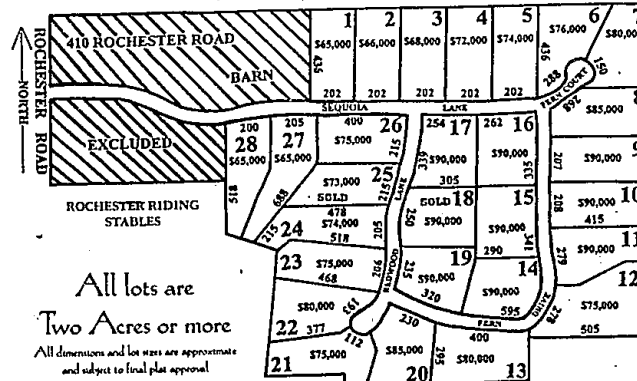 1 2 3 4 5 6 7
$65,000 $66,000 $68,000 $72,000 $74,000 $76,000 $80,000
410 ROCHESTER ROAD
BARN
435
436
288 150
268
FERN COURT
202 202 202 202 202
SEQUOIA LANE
ROCHESTER ROAD
NORTH
EXCLUDED
8
$85,000
200 205 400 26 254 17 262 16
28 27 $75,000
$65,000 $65,000
215
339 $90,000 $90,000 335
305
9
207 $90,000
518 688
$73,000 25
SOLD 215
LANE
SOLD 18
$90,000
250
15
$90,000
341
290
208 $90,000 10
415
ROCHESTER RIDING
STABLES
478
24 $74,000 205
215 518
11
$90,000
279
23 $75,000
468
206
REDWOOD
235 19
$90,000
320
14
$90,000
595
12
$75,000
505
278
DRIVE
All lots are
Two Acres or more
All dimensions and lot sizes are approximate
and subject to final plat approval
$80,000
22 377
193
212
230
FERN
400
21 $75,000
$85,000
20
295
$80,000
13